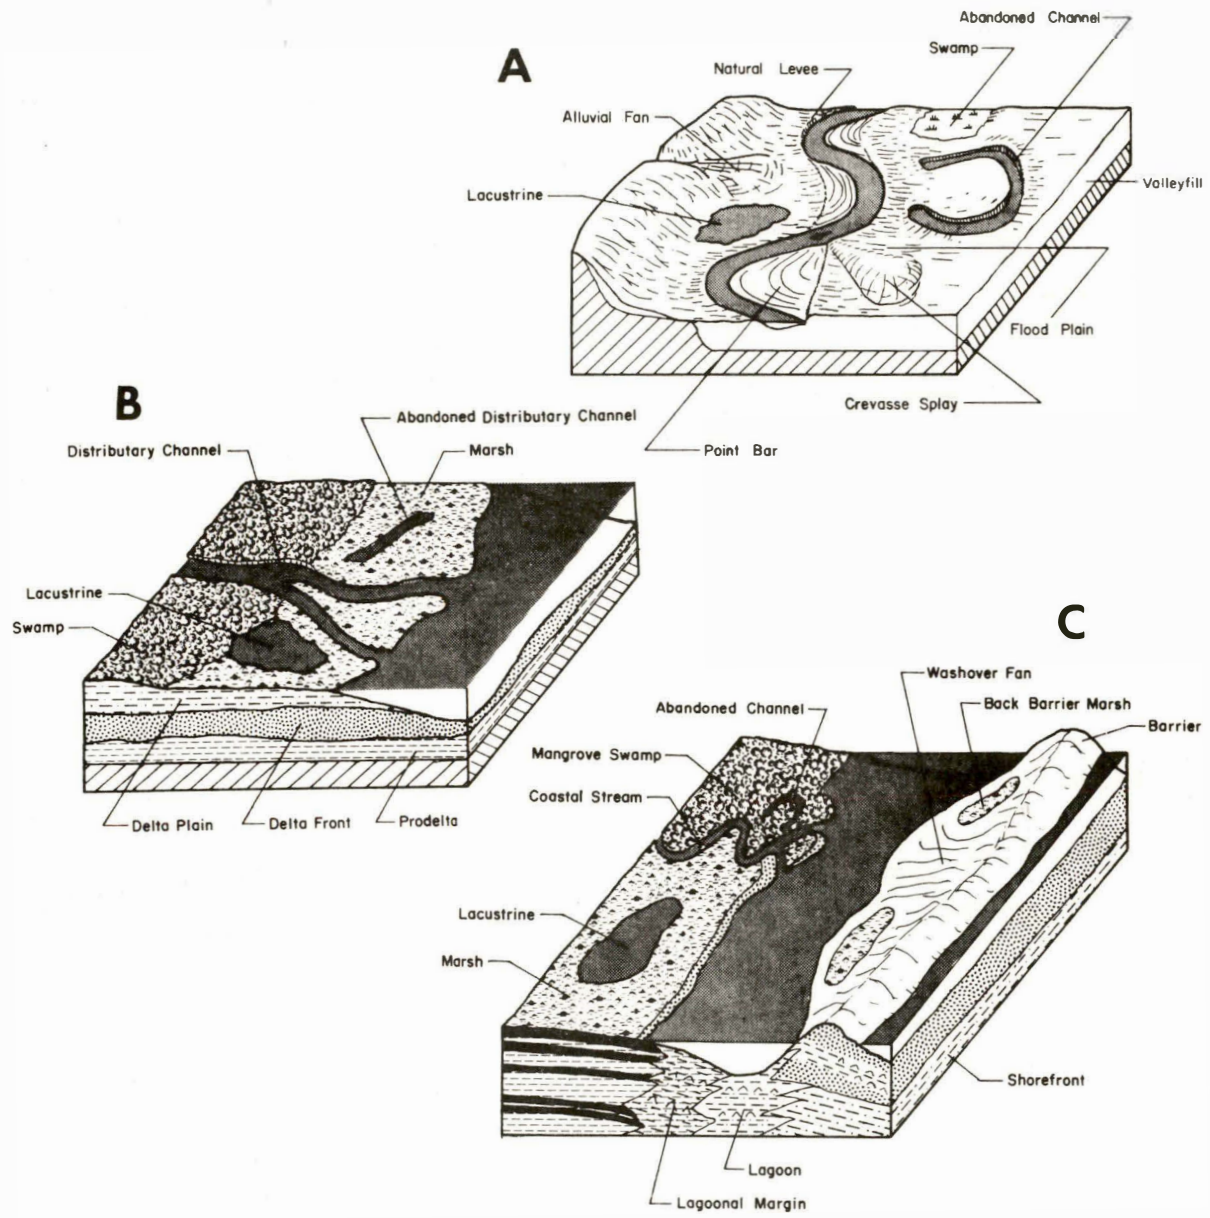 Abandoned Channel
Swamp
A
Natural Levee
Alluvial Fan
Valleyfill
Lacustrine
Flood Plain
Crevasse Splay
Point Bar
B
Abandoned Distributary Channel
Distributary Channel
Marsh
Lacustrine
Swamp
Delta Plain
Delta Front
Prodelta
C
Washover Fan
Back Barrier Marsh
Abandoned Channel
Barrier
Mangrove Swamp
Coastal Stream
Lacustrine
Marsh
Shorefront
Lagoon
Lagoonal Margin